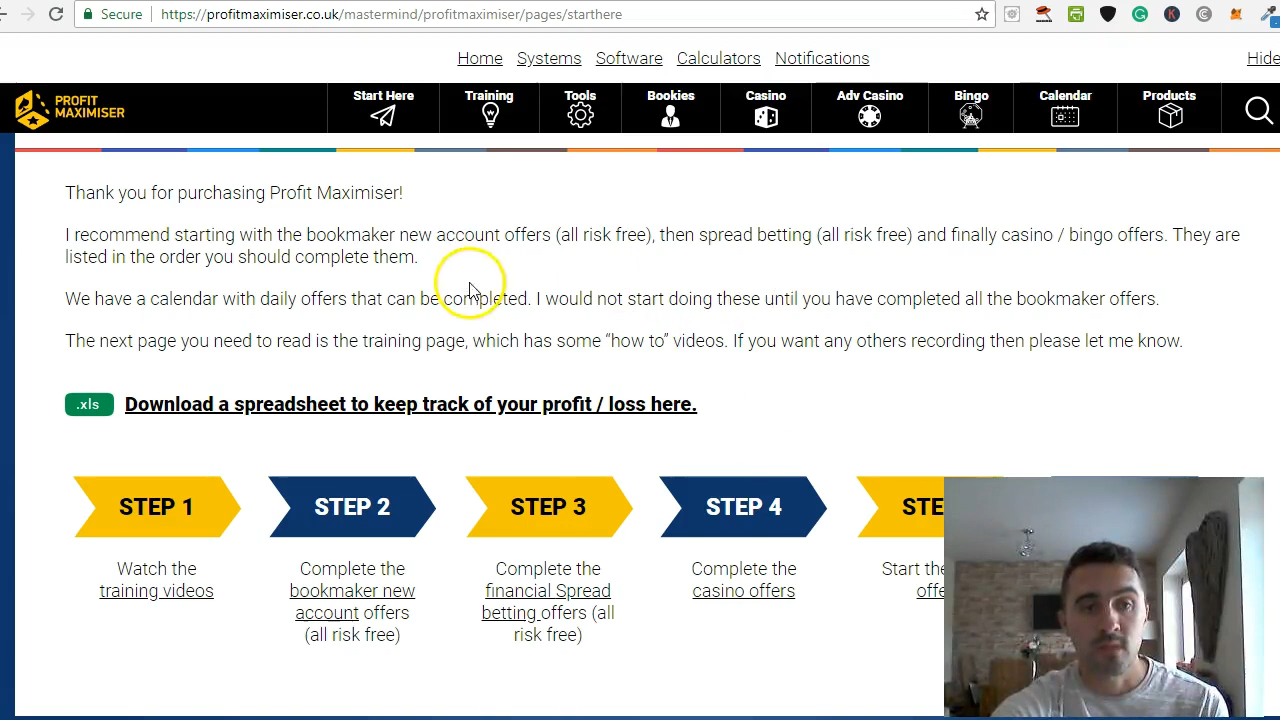 Secure
https://profitmaximiser.co.uk/mastermind/profitmaximiser/pages/starthere
Home Systems Software Calculators Notifications Hide
PROFIT MAXIMISER
Start Here Training Tools Bookies Casino Adv Casino Bingo Calendar Products
Thank you for purchasing Profit Maximiser!
I recommend starting with the bookmaker new account offers (all risk free), then spread betting (all risk free) and finally casino / bingo offers. They are
listed in the order you should complete them.
We have a calendar with daily offers that can be completed. I would not start doing these until you have completed all the bookmaker offers.
The next page you need to read is the training page, which has some “how to” videos. If you want any others recording then please let me know.
.xls Download a spreadsheet to keep track of your profit / loss here.
STEP 1
Watch the
training videos
STEP 2
Complete the
bookmaker new
account offers
(all risk free)
STEP 3
Complete the
financial Spread
betting offers (all
risk free)
STEP 4
Complete the
casino offers
STE
Start the
offe